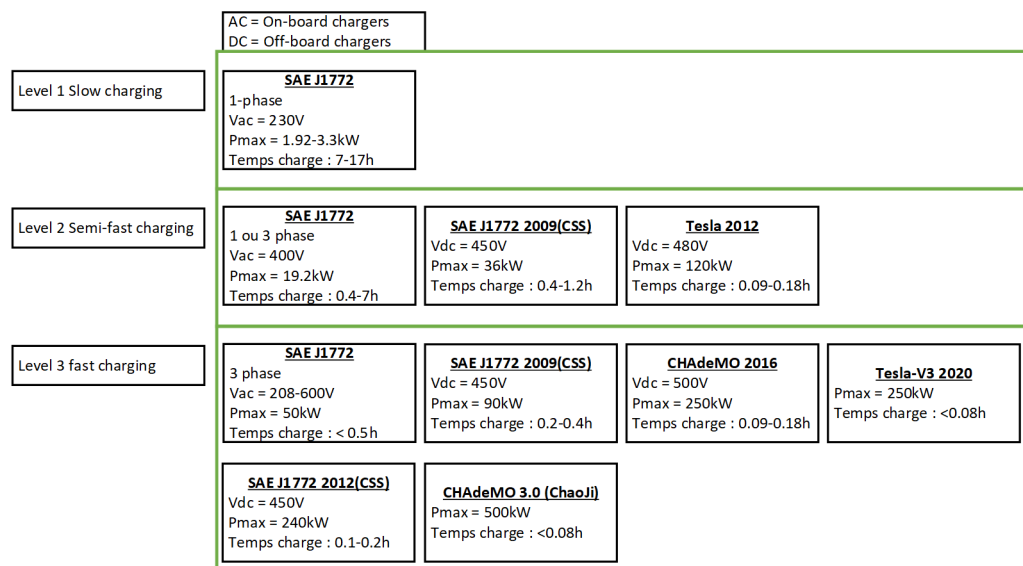 AC = On-board chargers
DC = Off-board chargers
Level 1 Slow charging
SAE J1772
1-phase
Vac = 230V
Pmax = 1.92-3.3kW
Temps charge : 7-17h
Level 2 Semi-fast charging
SAE J1772
1 ou 3 phase
Vac = 400V
Pmax = 19.2kW
Temps charge : 0.4-7h
SAE J1772 2009(CSS)
Vdc = 450V
Pmax = 36kW
Temps charge : 0.4-1.2h
Tesla 2012
Vdc = 480V
Pmax = 120kW
Temps charge : 0.09-0.18h
Level 3 fast charging
SAE J1772
3 phase
Vac = 208-600V
Pmax = 50kW
Temps charge : < 0.5h
SAE J1772 2009(CSS)
Vdc = 450V
Pmax = 90kW
Temps charge : 0.2-0.4h
CHAdeMO 2016
Vdc = 500V
Pmax = 250kW
Temps charge : 0.09-0.18h
Tesla-V3 2020
Pmax = 250kW
Temps charge : <0.08h
SAE J1772 2012(CSS)
Vdc = 450V
Pmax = 240kW
Temps charge : 0.1-0.2h
CHAdeMO 3.0 (ChaoJi)
Pmax = 500kW
Temps charge : <0.08h